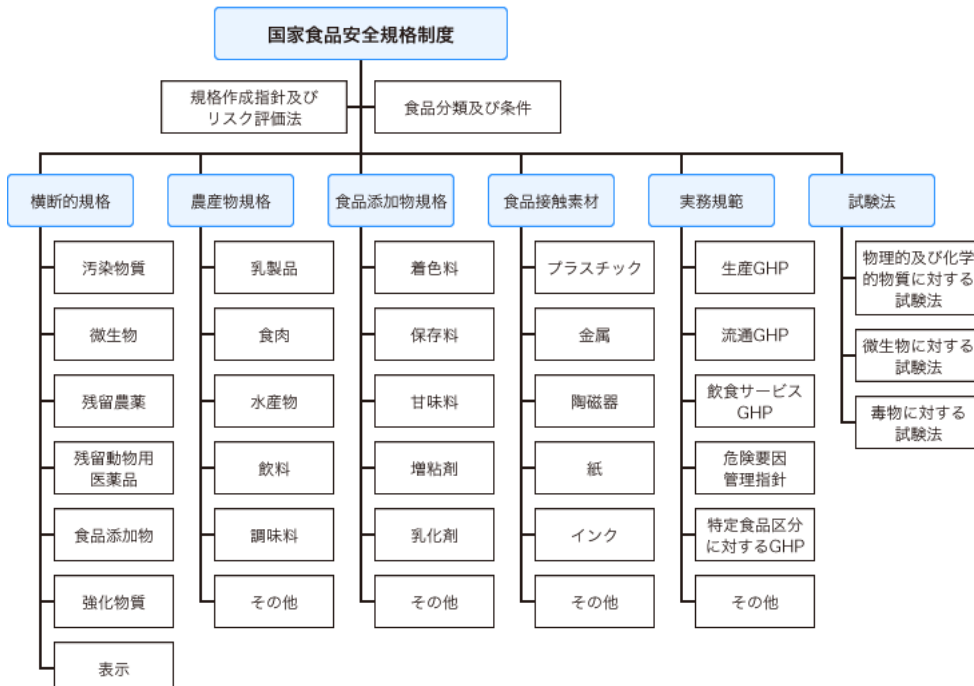 国家食品安全規格制度
規格作成指針及び
リスク評価法
食品分類及び条件
横断的規格
農産物規格
食品添加物規格
食品接触素材
実務規範
試験法
汚染物質
微生物
残留農薬
残留動物用
医薬品
食品添加物
強化物質
表示
乳製品
食肉
水産物
飲料
調味料
その他
着色料
保存料
甘味料
増粘剤
乳化剤
その他
プラスチック
金属
陶磁器
紙
インク
その他
生産GHP
流通GHP
飲食サービス
GHP
危険要因
管理指針
特定食品区分
に対するGHP
その他
物理的及び化学
的物質に対する
試験法
微生物に対する
試験法
毒物に対する
試験法